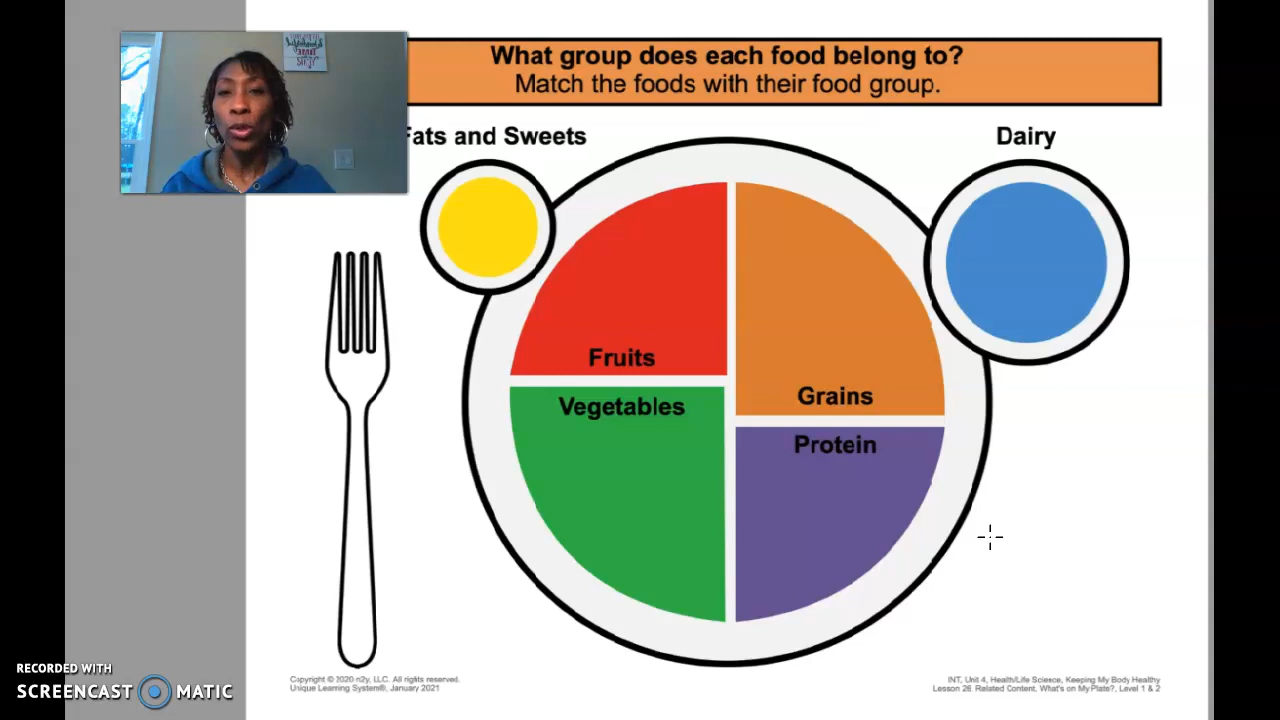 What group does each food belong to?
Match the foods with their food group.
Fats and Sweets
Dairy
Fruits
Grains
Vegetables
Protein
RECORDED WITH
SCREENCAST MATIC
Copyright © 2020 n2y, LLC. All rights reserved.
Unique Learning System®, January 2021
INT, Unit 4, Health/Life Science, Keeping My Body Healthy
Lesson 26, Related Content, What's on My Plate?, Level 1 & 2